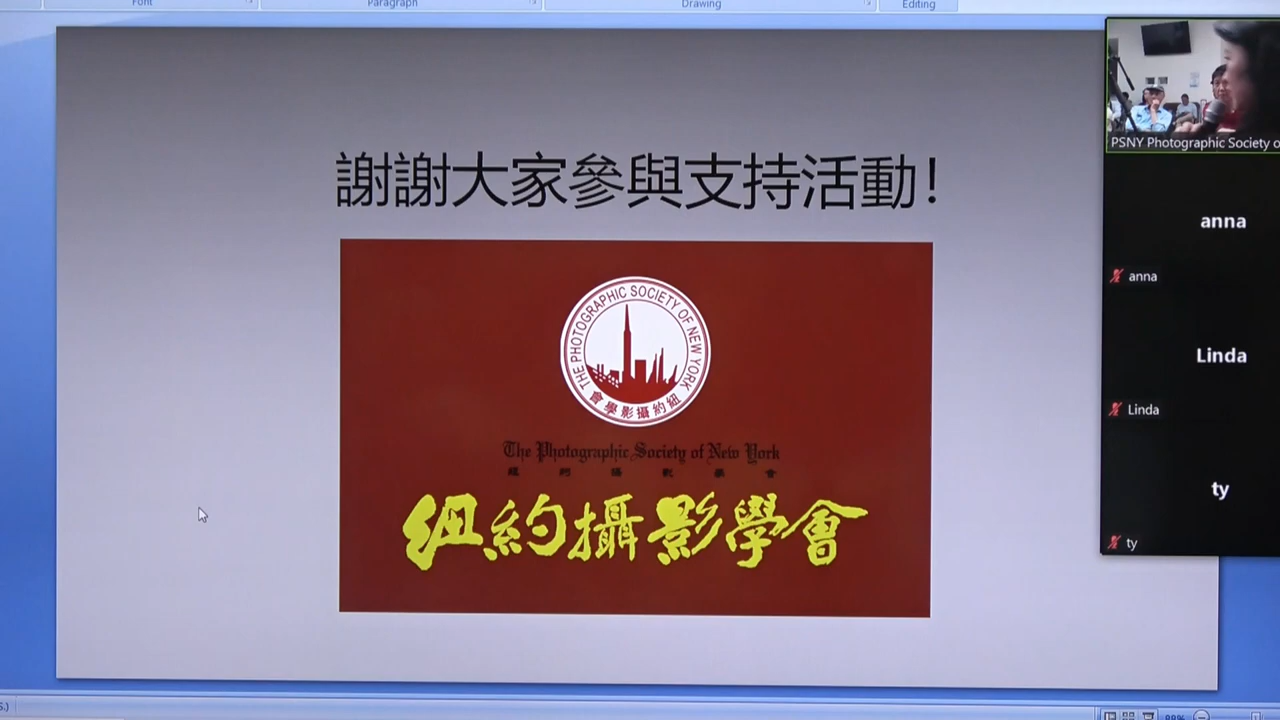 Font Paragraph Drawing Editing
謝謝大家參與支持活動!
THE PHOTOGRAPHIC SOCIETY OF NEW YORK
紐約攝影學會
The Photographic Society of New York
紐約攝影學會
紐約攝影學會
PSNY Photographic Society o
anna
anna
Linda
Linda
ty
ty
88%